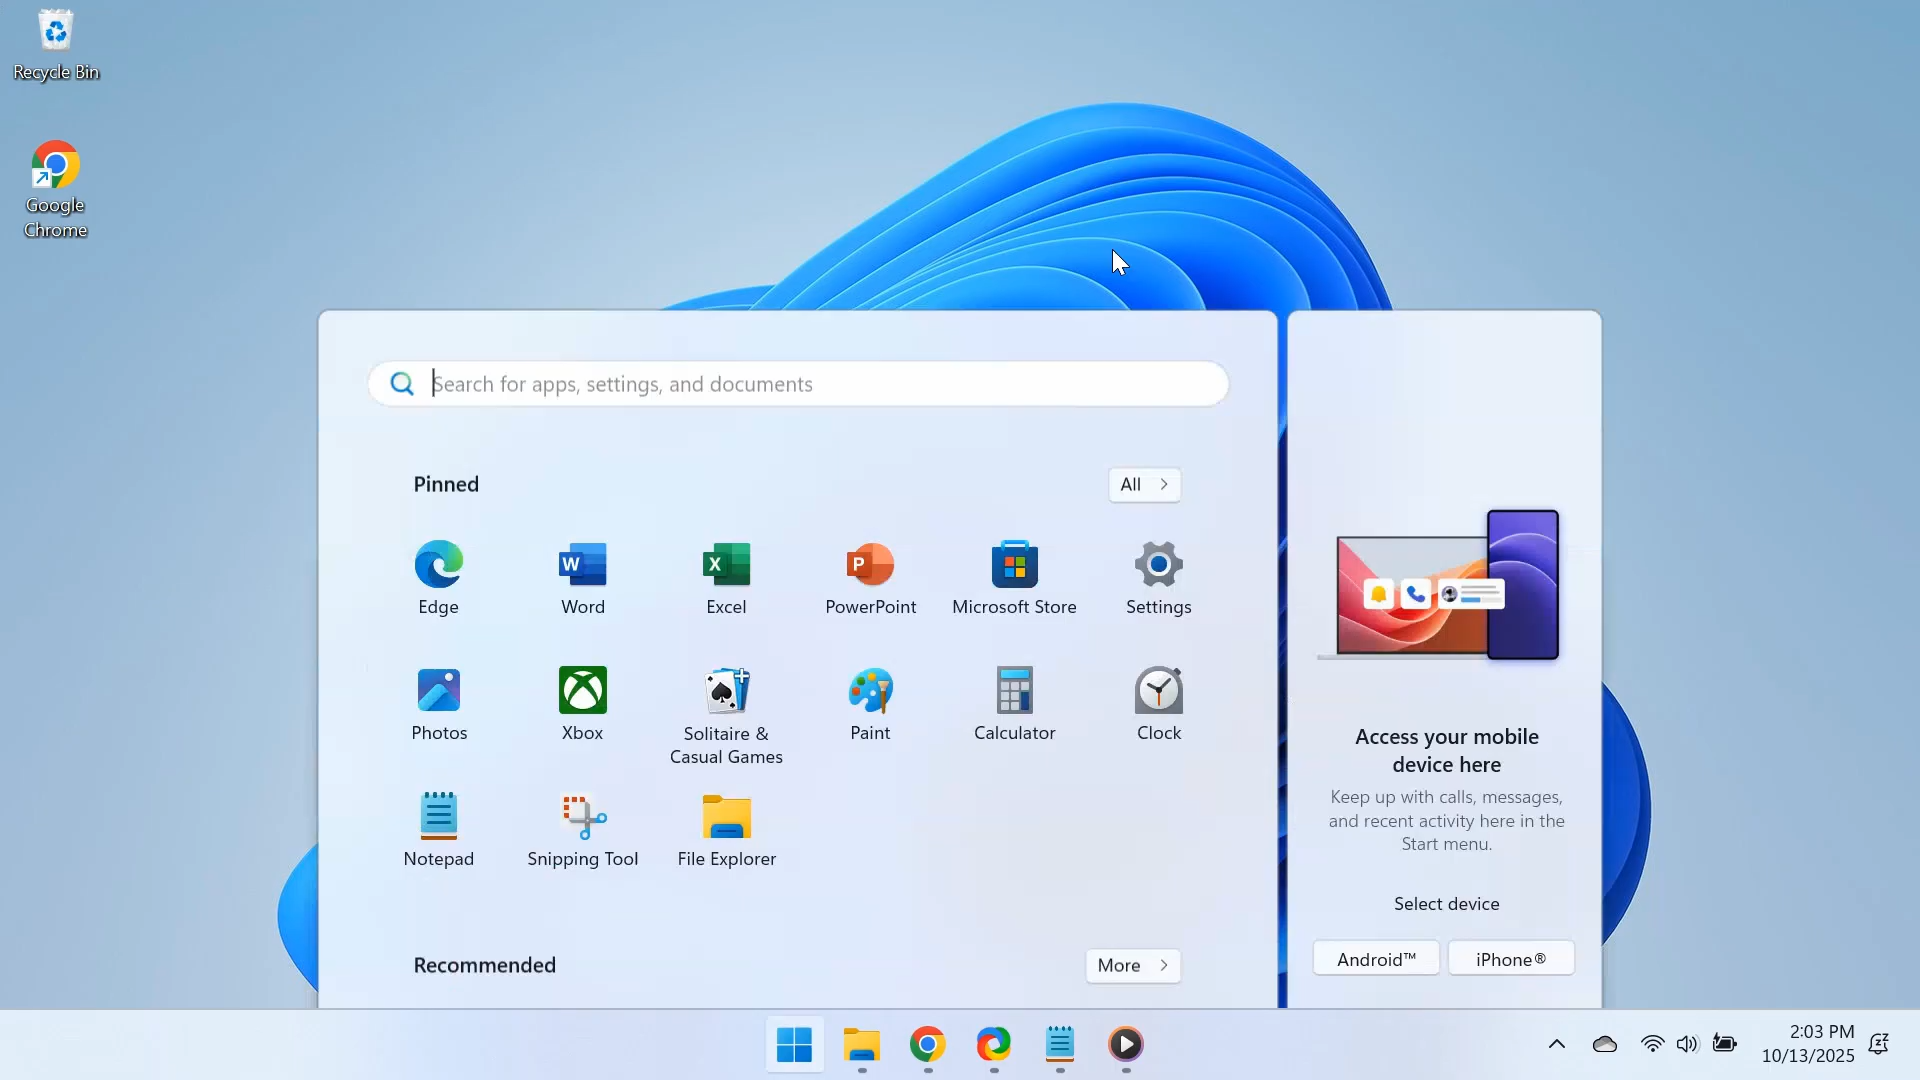 Recycle Bin
Google
Chrome
Search for apps, settings, and documents
Pinned
All
Edge
Word
Excel
PowerPoint
Microsoft Store
Settings
Photos
Xbox
Solitaire &
Casual Games
Paint
Calculator
Clock
Notepad
Snipping Tool
File Explorer
Recommended
More
Access your mobile
device here
Keep up with calls, messages,
and recent activity here in the
Start menu.
Select device
Android™
iPhone®
2:03 PM
10/13/2025